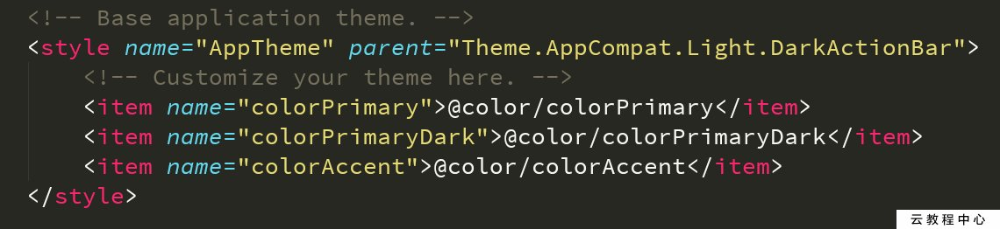 <!-- Base application theme. -->
<style name="AppTheme" parent="Theme.AppCompat.Light.DarkActionBar">
    <!-- Customize your theme here. -->
    <item name="colorPrimary">@color/colorPrimary</item>
    <item name="colorPrimaryDark">@color/colorPrimaryDark</item>
    <item name="colorAccent">@color/colorAccent</item>
</style>
云教程中心